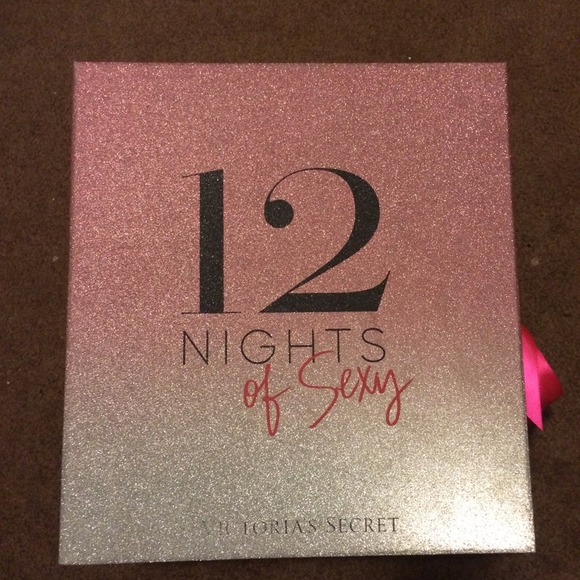 12
NIGHTS
of Sexy
VICTORIA'S SECRET